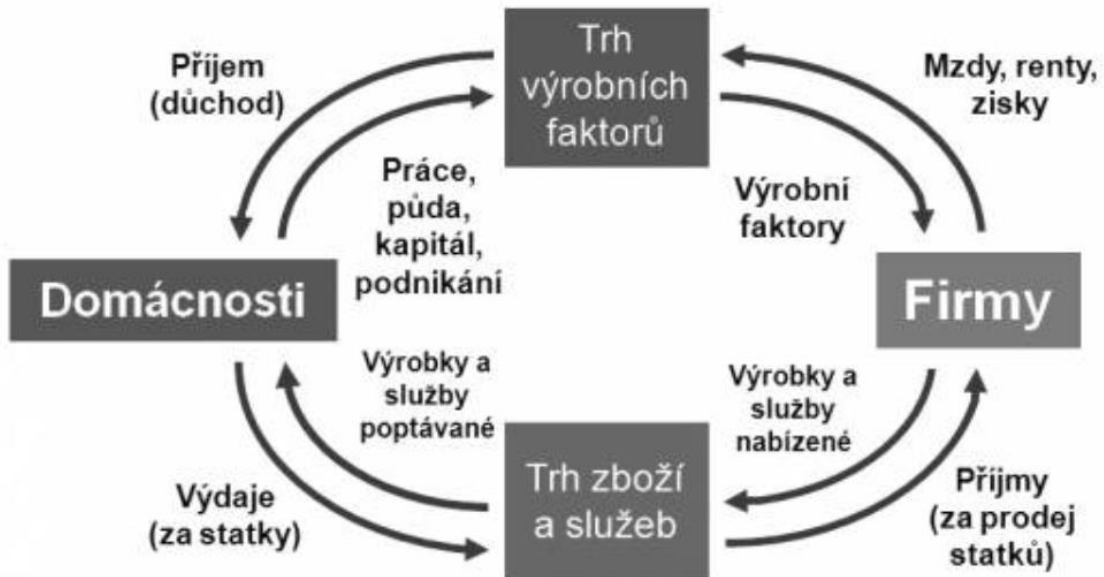 Trh
výrobních
faktorů
Příjem
(důchod)
Mzdy, renty,
zisky
Práce,
půda,
kapitál,
podnikání
Výrobní
faktory
Domácnosti
Firmy
Výrobky a
služby
poptávané
Výrobky a
služby
nabízené
Trh zboží
a služeb
Výdaje
(za statky)
Příjmy
(za prodej
statků)